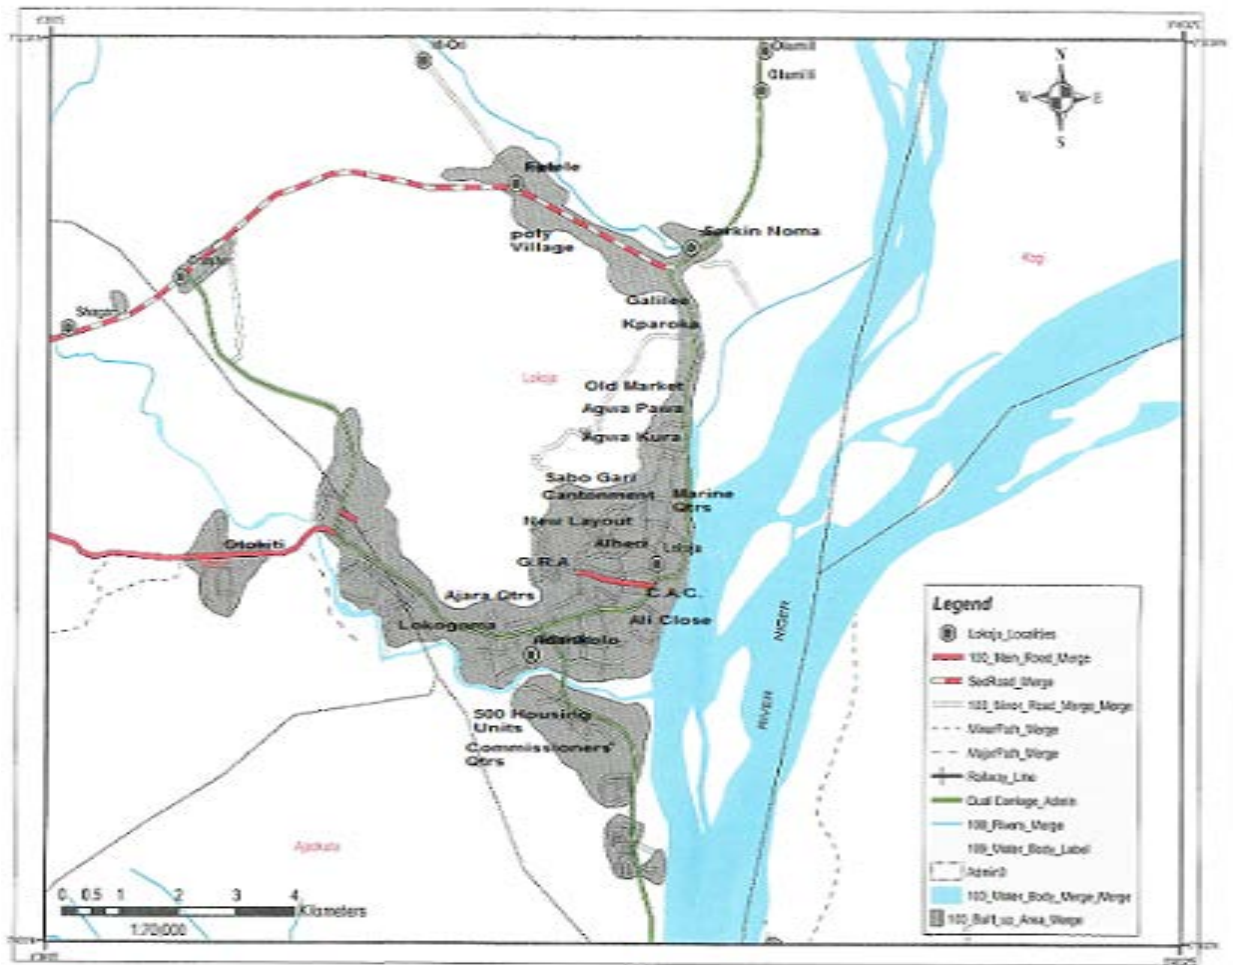 N
W E
S
Sarkin Noma
poly
Village
Kogi
Galilee
Kparoka
Lokoja
Old Market
Agwa Pawa
Agwa Kura
Sabo Gari
Cantonment
Marine
Qtrs
New Layout
Otokiti
G.R.A
Lokoja
Ajara Qtrs
C.A.C.
Lokogoma
Ali Close
RIVER NIGER
500 Housing
Units
Commissioners'
Qtrs
Ajaokuta
0 0.5 1 2 3 4
Kilometers
1:70,000
Legend
Lokoja_Localities
100_Main_Road_Merge
SecRoad_Merge
100_Minor_Road_Merge_Merge
MinorPath_Merge
MajorPath_Merge
Railway_Line
Dual Carriage_Admin
100_Rivers_Merge
100_Water_Body_Label
100_Water_Body_Merge_Merge
100_Built_up_Area_Merge